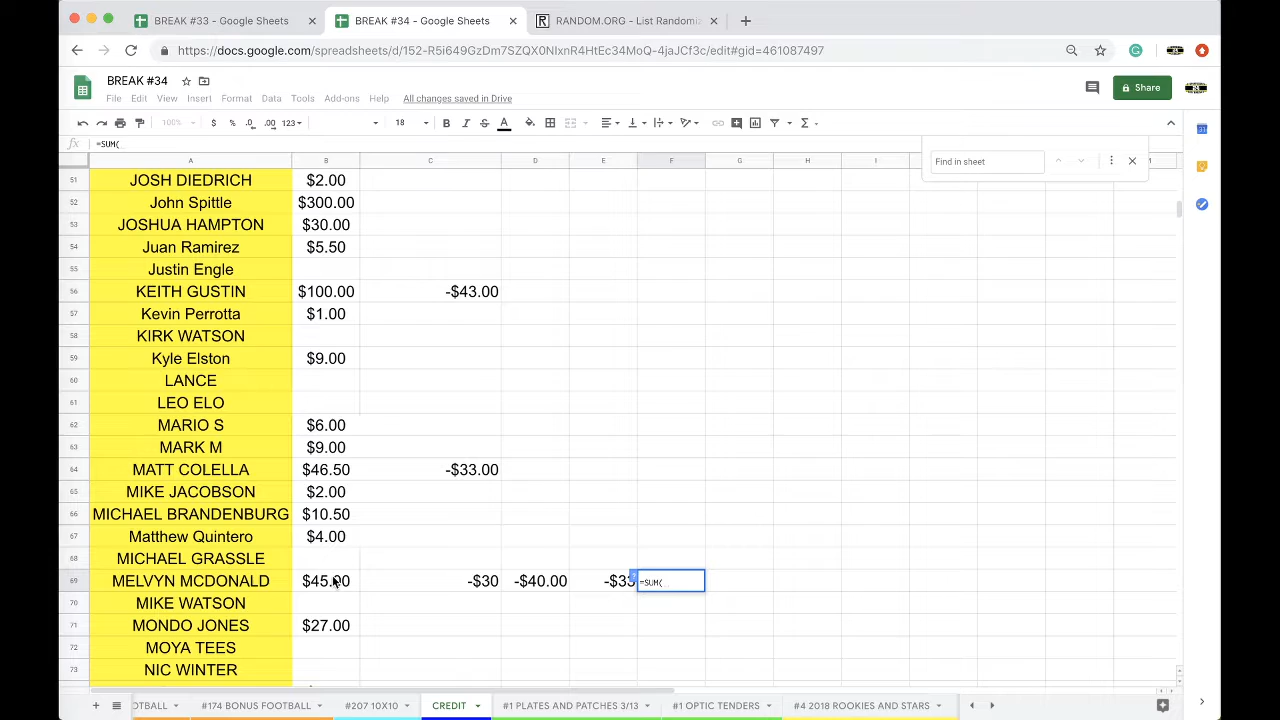 BREAK #33 - Google Sheets
BREAK #34 - Google Sheets
RANDOM.ORG - List Randomi
https://docs.google.com/spreadsheets/d/152-R5i649GzDm7SZQX0NlxnR4HtEc34MoQ-4jaJCf3c/edit#gid=461087497
BREAK #34
File Edit View Insert Format Data Tools Add-ons Help All changes saved in Drive
Share
100% $ % .0 .00 123 18 B I S A Σ
fx =SUM(
Find in sheet
A B C D E F G H I
51 JOSH DIEDRICH $2.00
52 John Spittle $300.00
53 JOSHUA HAMPTON $30.00
54 Juan Ramirez $5.50
55 Justin Engle
56 KEITH GUSTIN $100.00 -$43.00
57 Kevin Perrotta $1.00
58 KIRK WATSON
59 Kyle Elston $9.00
60 LANCE
61 LEO ELO
62 MARIO S $6.00
63 MARK M $9.00
64 MATT COLELLA $46.50 -$33.00
65 MIKE JACOBSON $2.00
66 MICHAEL BRANDENBURG $10.50
67 Matthew Quintero $4.00
68 MICHAEL GRASSLE
69 MELVYN MCDONALD $45.00 -$30 -$40.00 -$33 ? =SUM(
70 MIKE WATSON
71 MONDO JONES $27.00
72 MOYA TEES
73 NIC WINTER
OTBALL #174 BONUS FOOTBALL #207 10X10 CREDIT #1 PLATES AND PATCHES 3/13 #1 OPTIC TENDERS #4 2018 ROOKIES AND STARS